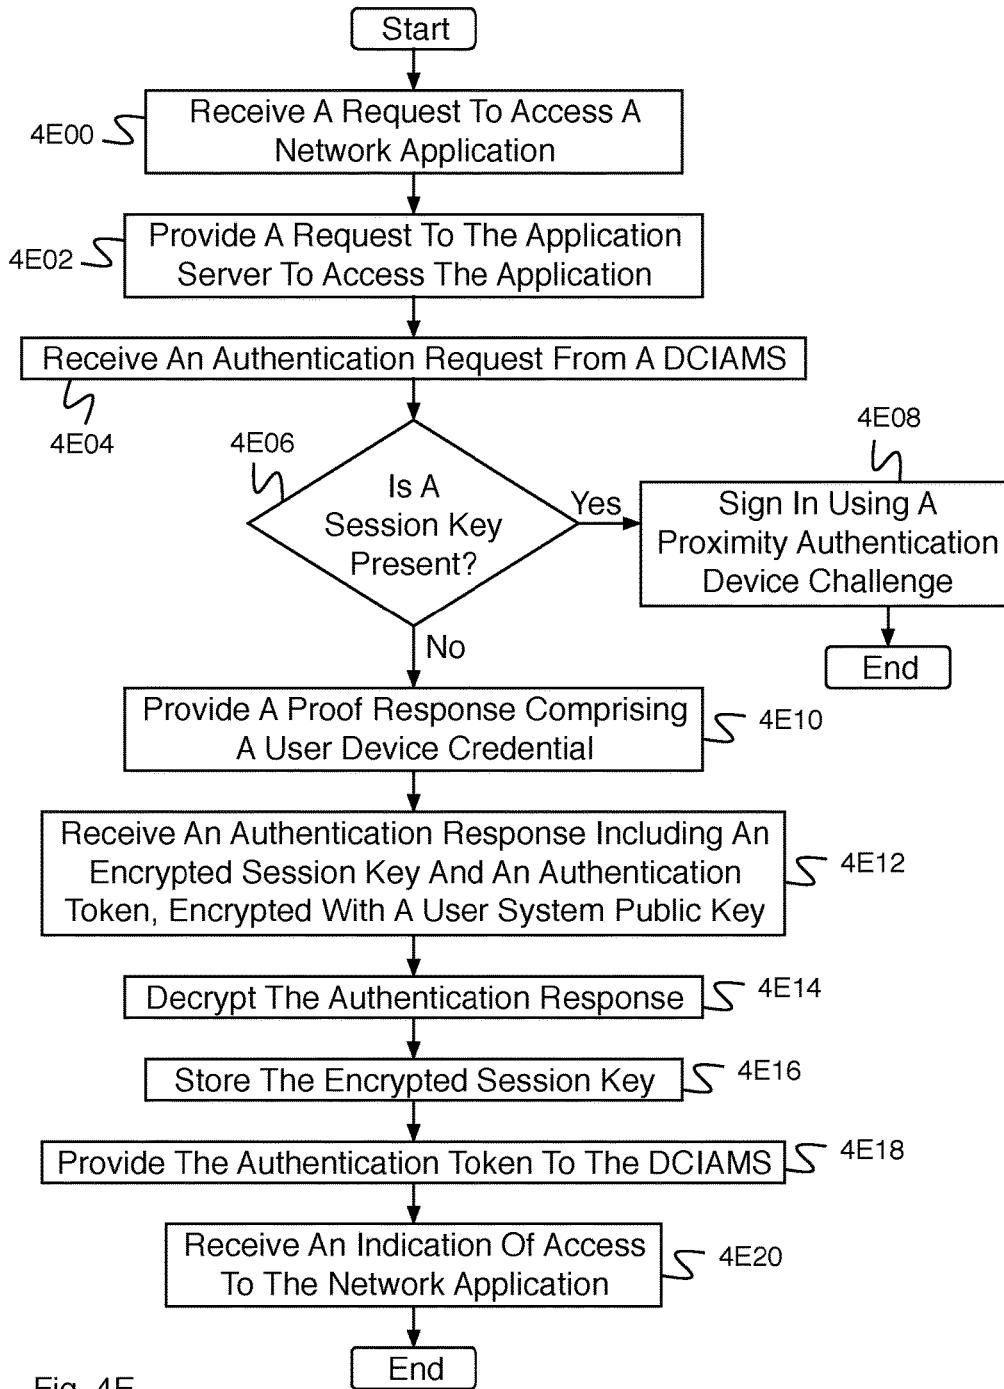 Start
4E00
Receive A Request To Access A
Network Application
4E02
Provide A Request To The Application
Server To Access The Application
Receive An Authentication Request From A DCIAMS
4E04
4E06
Is A
Session Key
Present?
Yes
4E08
Sign In Using A
Proximity Authentication
Device Challenge
End
No
Provide A Proof Response Comprising
A User Device Credential
4E10
Receive An Authentication Response Including An
Encrypted Session Key And An Authentication
Token, Encrypted With A User System Public Key
4E12
Decrypt The Authentication Response
4E14
Store The Encrypted Session Key
4E16
Provide The Authentication Token To The DCIAMS
4E18
Receive An Indication Of Access
To The Network Application
4E20
End
Fig. 4E